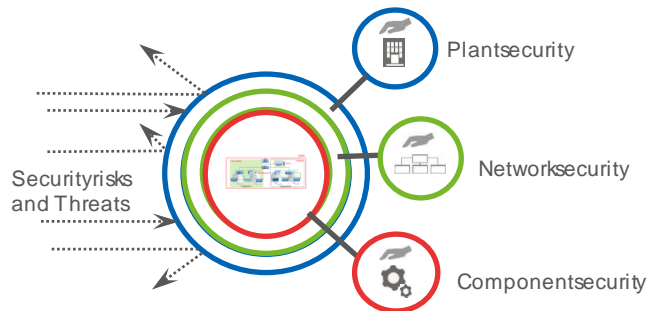 Plantsecurity
Networksecurity
Securityrisks
and Threats
Componentsecurity